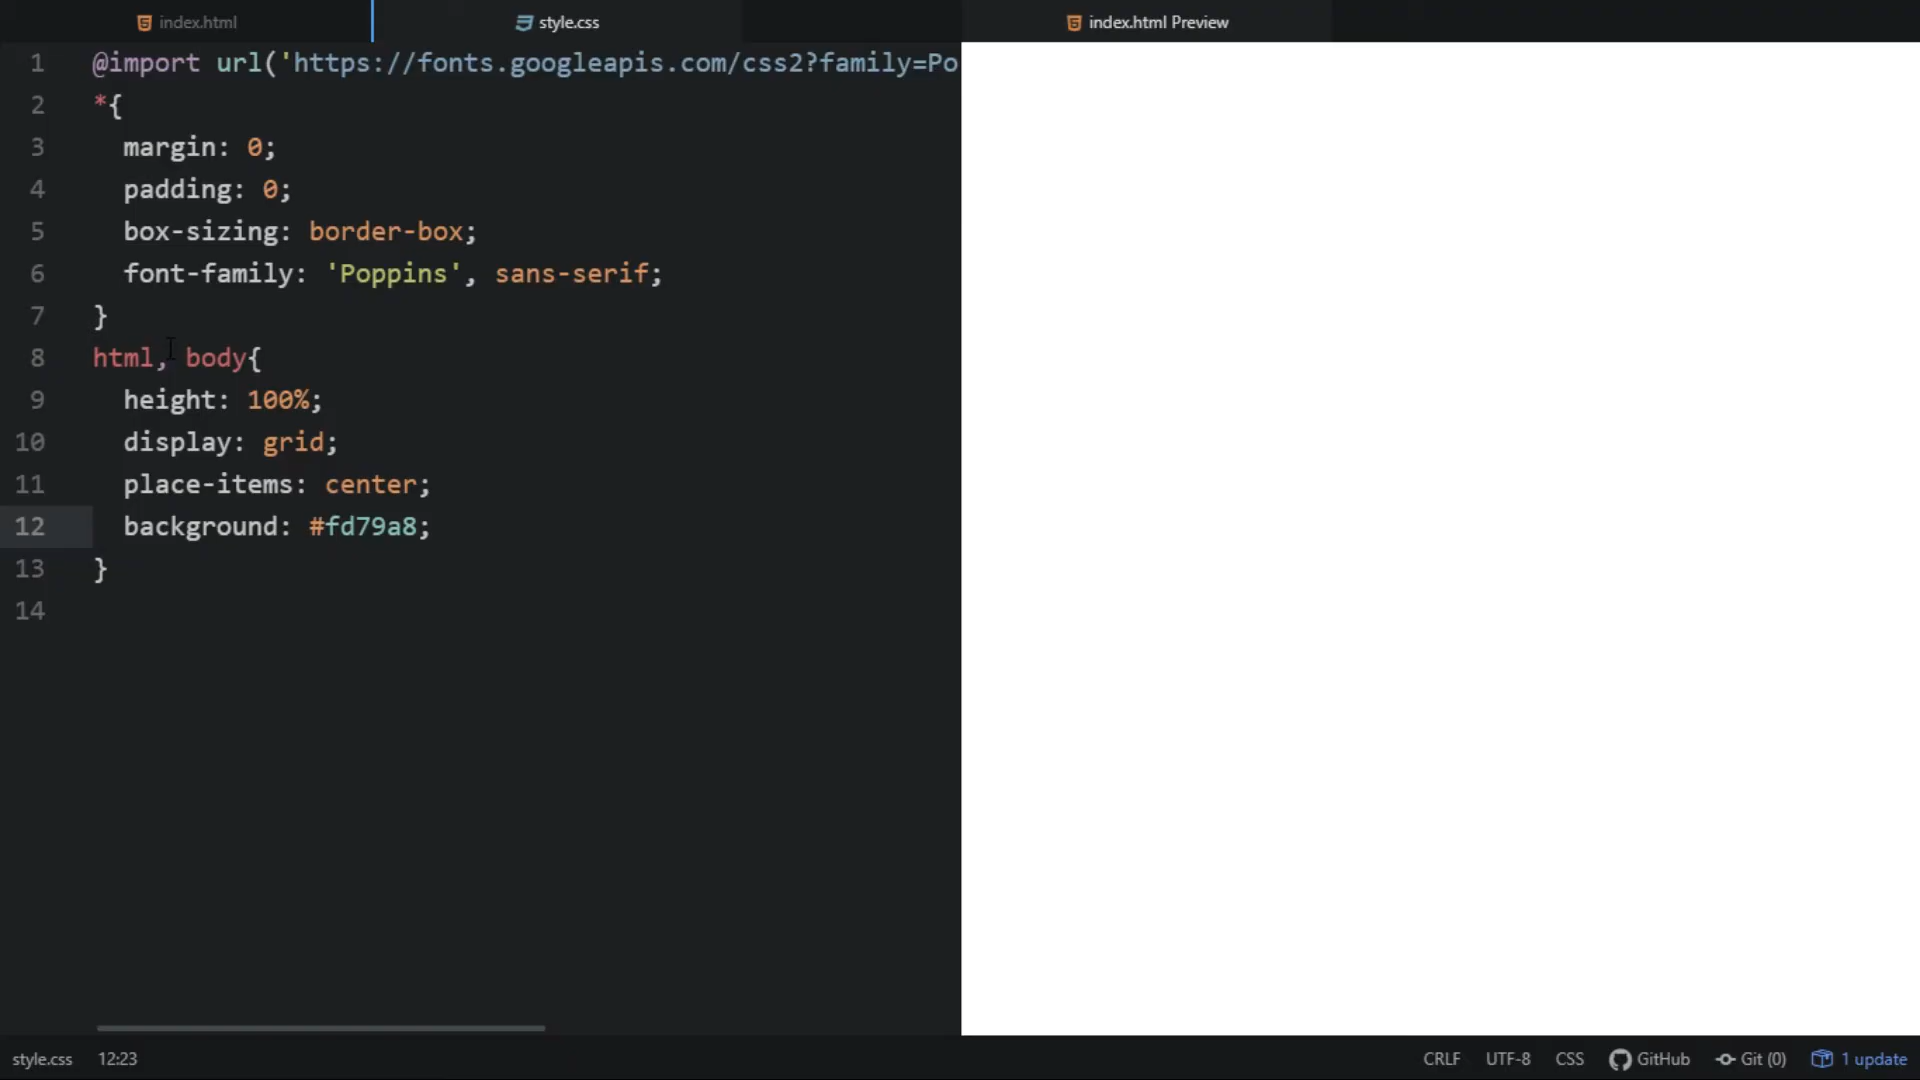 index.html
style.css
index.html Preview
1 @import url('https://fonts.googleapis.com/css2?family=Po
2 *{
3 margin: 0;
4 padding: 0;
5 box-sizing: border-box;
6 font-family: 'Poppins', sans-serif;
7 }
8 html, body{
9 height: 100%;
10 display: grid;
11 place-items: center;
12 background: #fd79a8;
13 }
14
style.css 12:23 CRLF UTF-8 CSS GitHub Git (0) 1 update